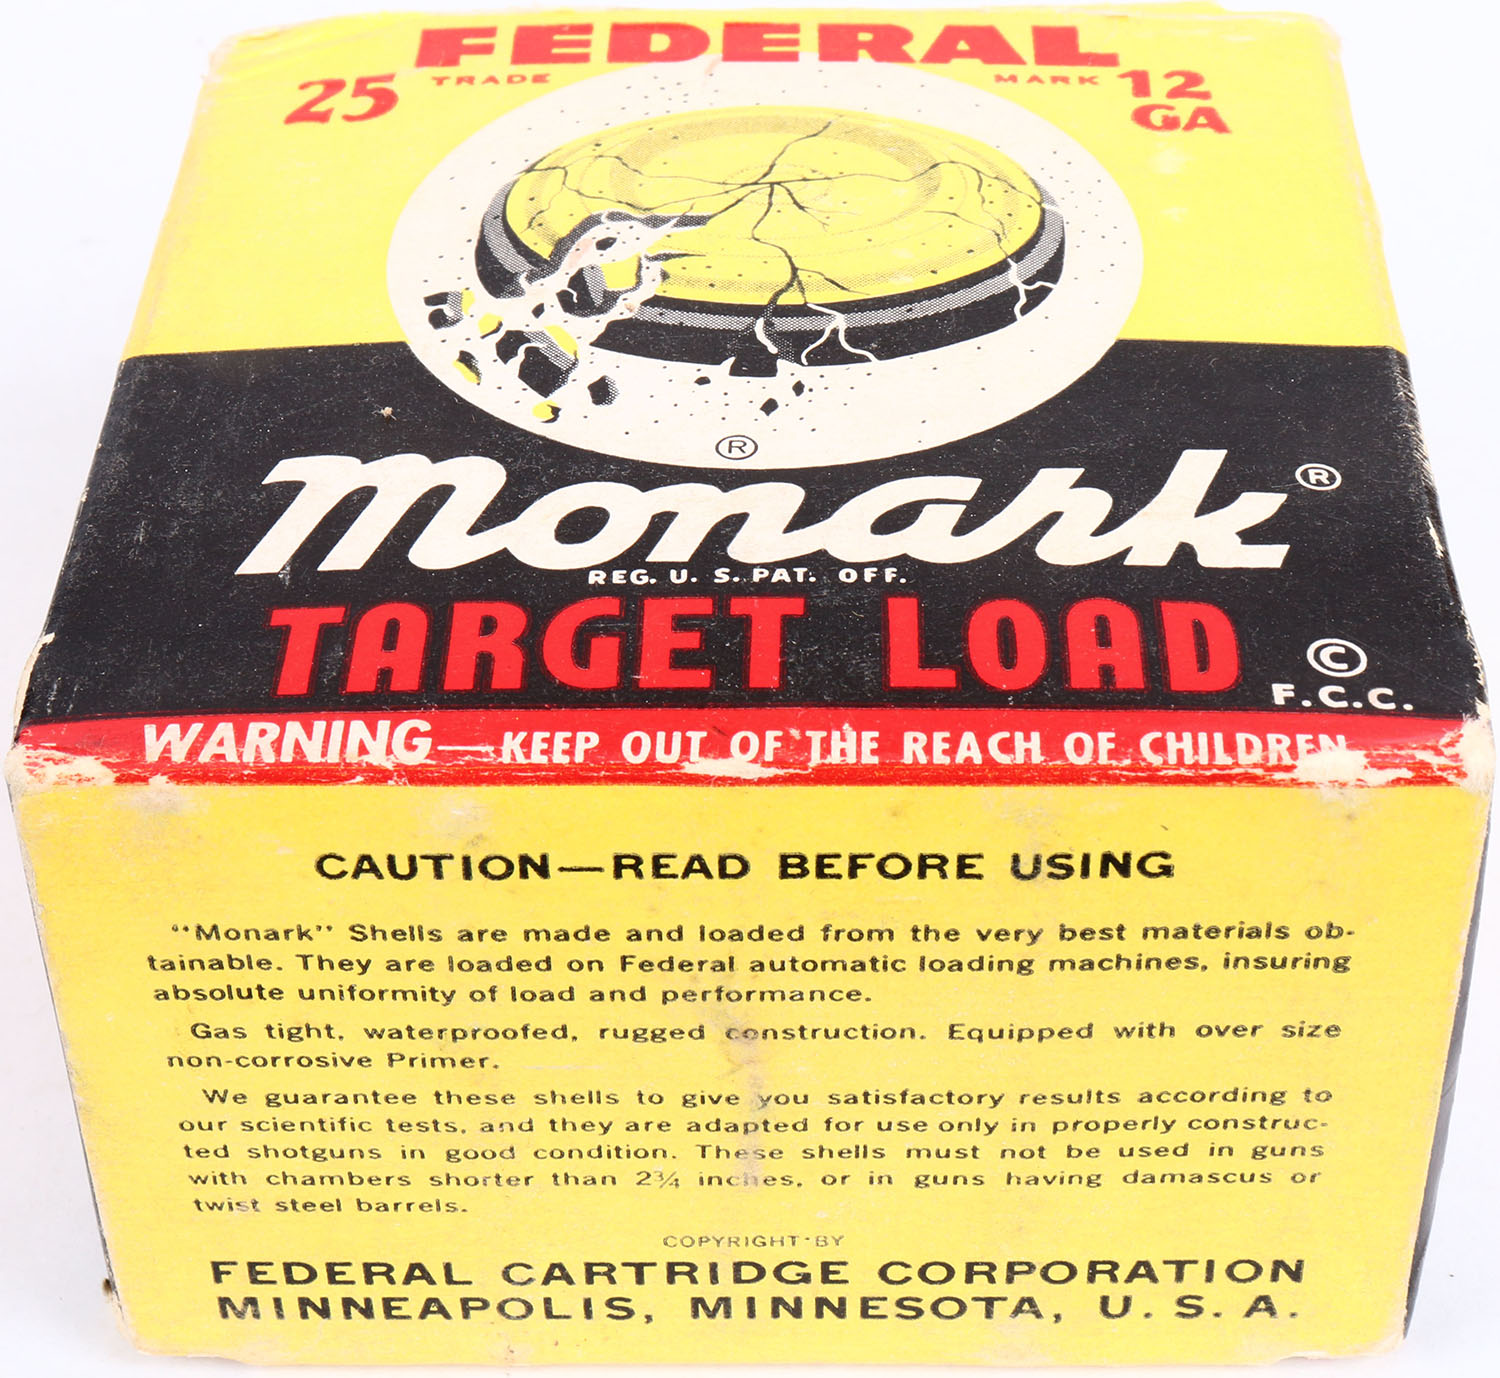 FEDERAL
25 TRADE MARK 12
GA
®
Monark ®
REG. U. S. PAT. OFF.
TARGET LOAD ©
F.C.C.
WARNING—KEEP OUT OF THE REACH OF CHILDREN
CAUTION—READ BEFORE USING
"Monark" Shells are made and loaded from the very best materials ob-
tainable. They are loaded on Federal automatic loading machines, insuring
absolute uniformity of load and performance.
Gas tight, waterproofed, rugged construction. Equipped with over size
non-corrosive Primer.
We guarantee these shells to give you satisfactory results according to
our scientific tests, and they are adapted for use only in properly construc-
ted shotguns in good condition. These shells must not be used in guns
with chambers shorter than 2¾ inches, or in guns having damascus or
twist steel barrels.
COPYRIGHT BY
FEDERAL CARTRIDGE CORPORATION
MINNEAPOLIS, MINNESOTA, U. S. A.